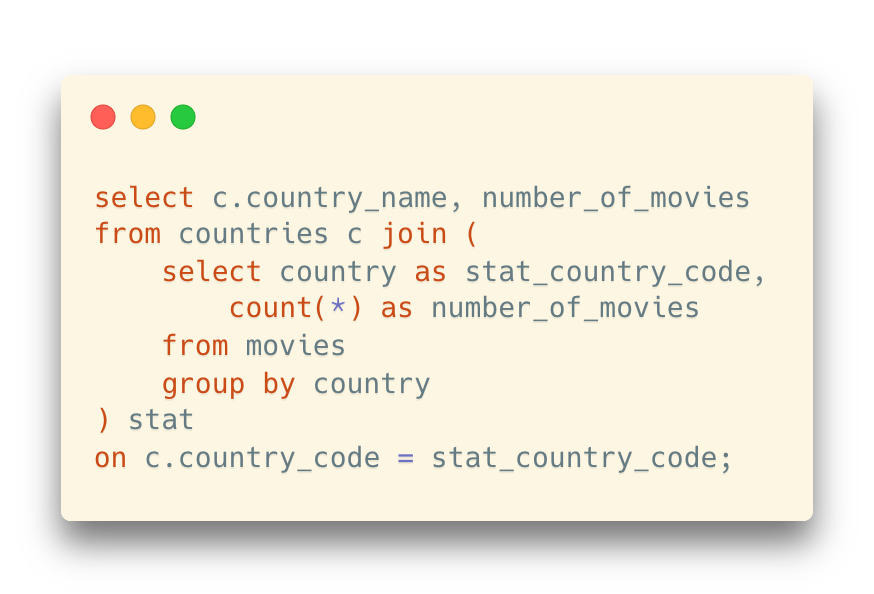 select c.country_name, number_of_movies
from countries c join (
    select country as stat_country_code,
        count(*) as number_of_movies
    from movies
    group by country
) stat
on c.country_code = stat_country_code;